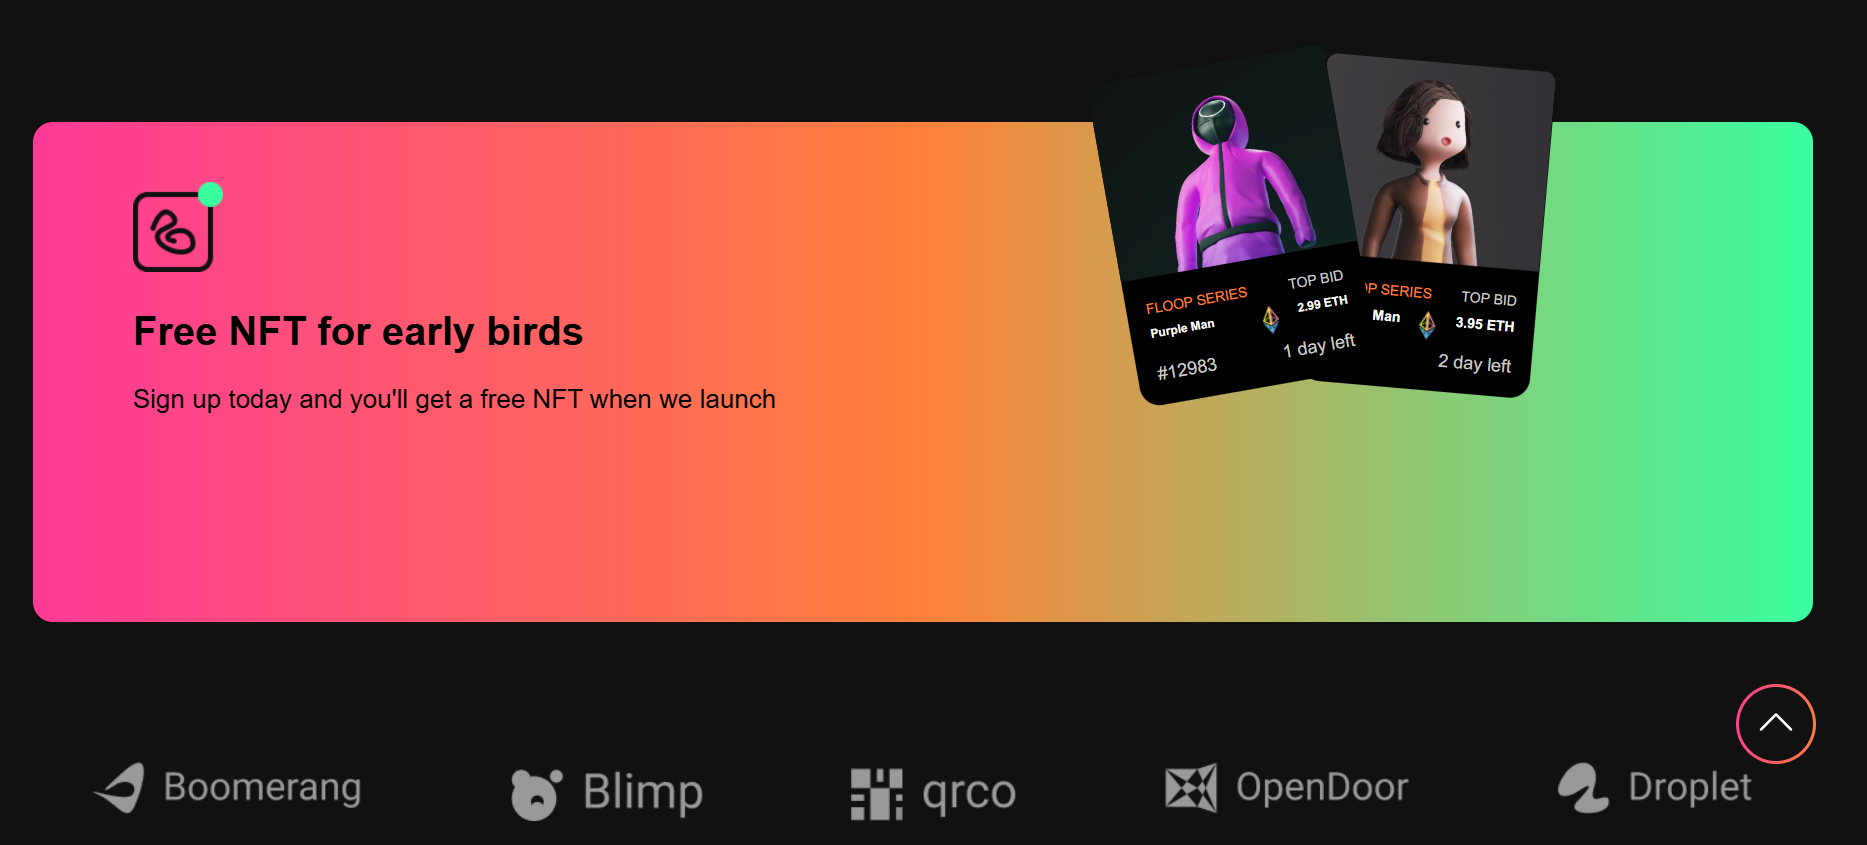 Free NFT for early birds
Sign up today and you'll get a free NFT when we launch
FLOOP SERIES
TOP BID
Purple Man
2.99 ETH
#12983
1 day left
OP SERIES
TOP BID
Man
3.95 ETH
2 day left
Boomerang
Blimp
qrco
OpenDoor
Droplet